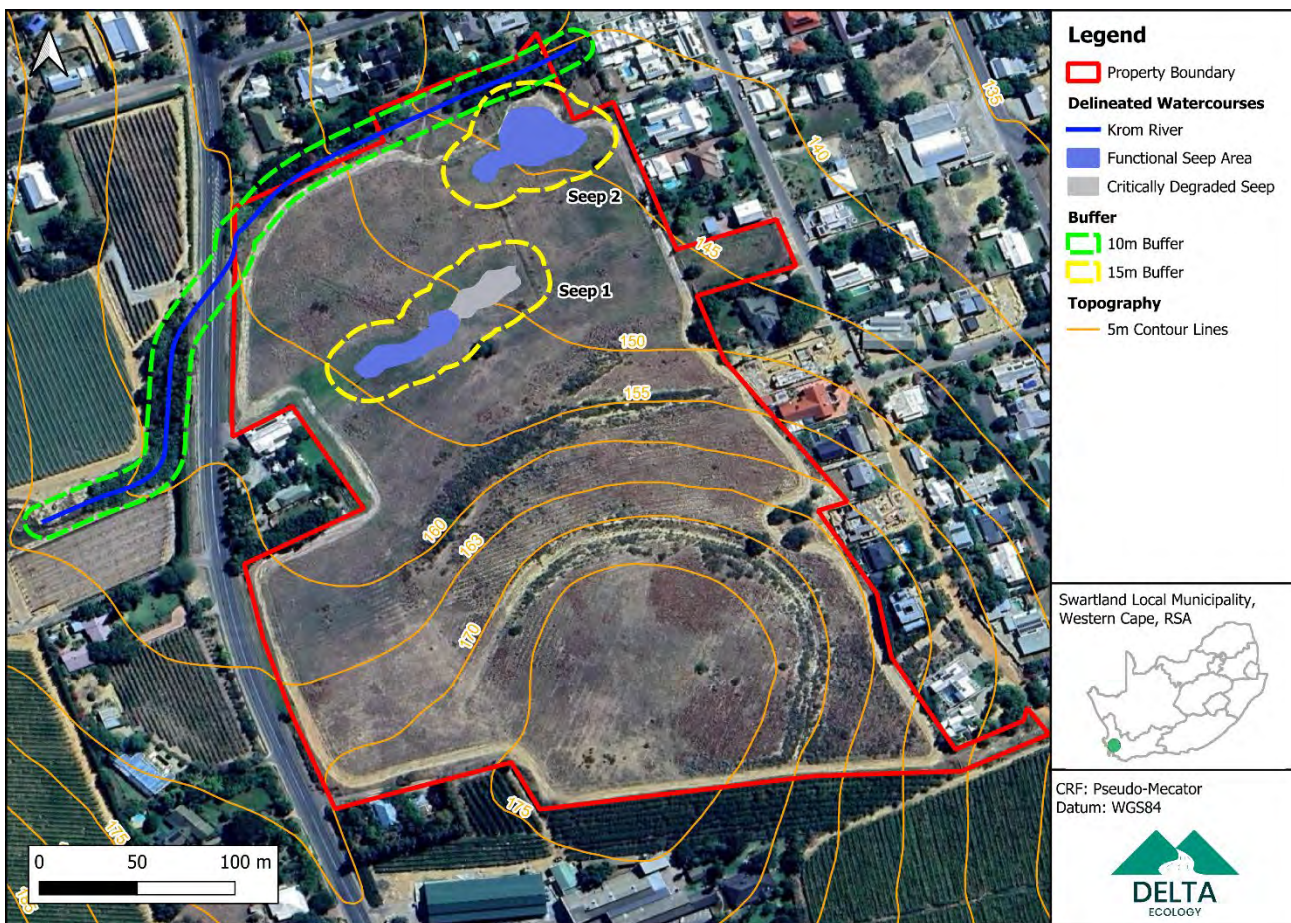 Legend
Property Boundary
Delineated Watercourses
Krom River
Functional Seep Area
Critically Degraded Seep
Buffer
10m Buffer
15m Buffer
Topography
5m Contour Lines
135
140
Seep 2
145
Seep 1
150
155
160
163
170
175
175
0 50 100 m
Swartland Local Municipality,
Western Cape, RSA
CRF: Pseudo-Mecator
Datum: WGS84
DELTA
ECOLOGY